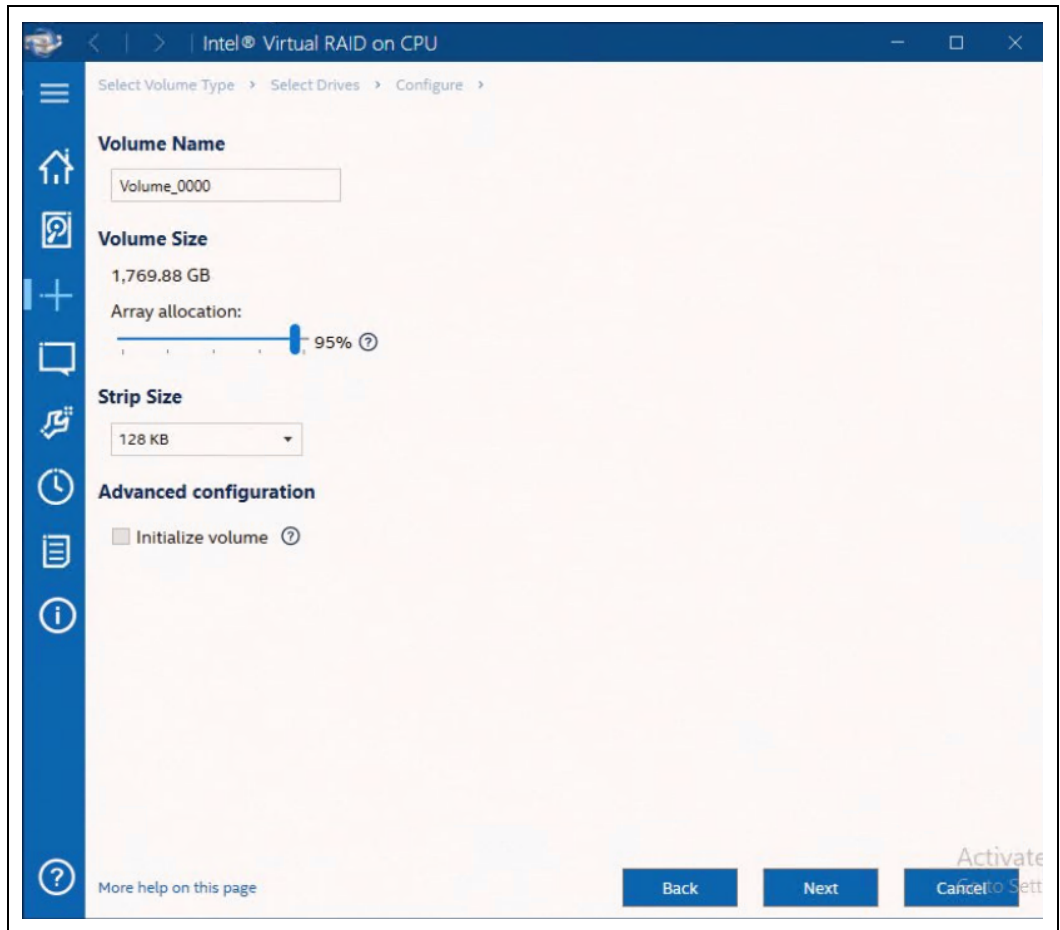 Intel® Virtual RAID on CPU
Select Volume Type > Select Drives > Configure >
Volume Name
Volume_0000
Volume Size
1,769.88 GB
Array allocation:
95% ?
Strip Size
128 KB
Advanced configuration
Initialize volume ?
Activate
More help on this page
Back Next Cancel to Sett